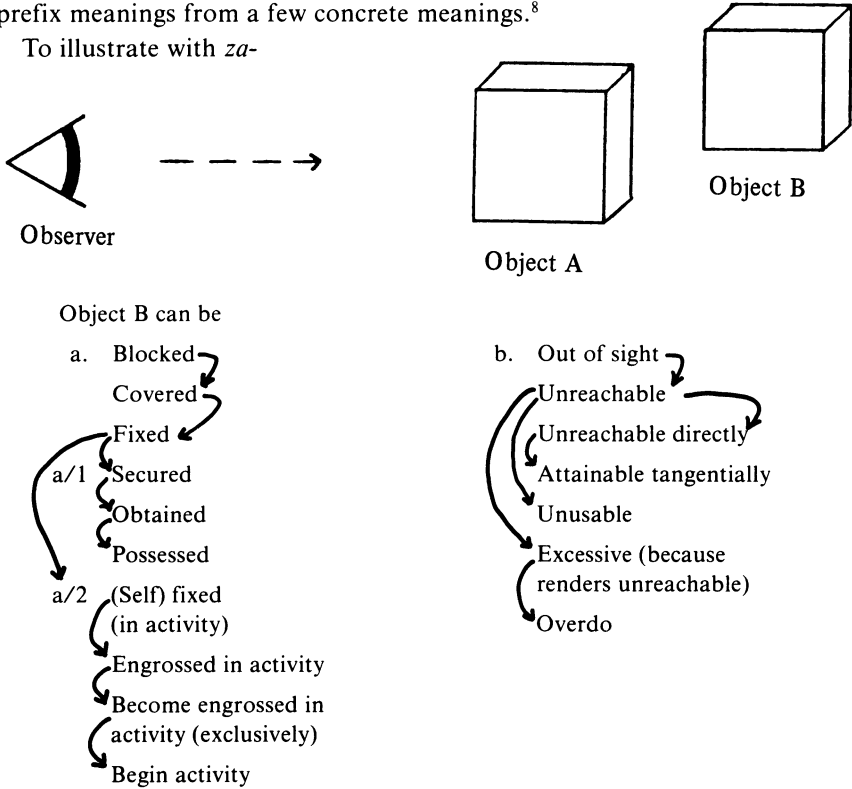 prefix meanings from a few concrete meanings.⁸
To illustrate with za-
Observer
Object A
Object B
Object B can be
a. Blocked
Covered
Fixed
a/1 Secured
Obtained
Possessed
a/2 (Self) fixed
(in activity)
Engrossed in activity
Become engrossed in
activity (exclusively)
Begin activity
b. Out of sight
Unreachable
Unreachable directly
Attainable tangentially
Unusable
Excessive (because
renders unreachable)
Overdo